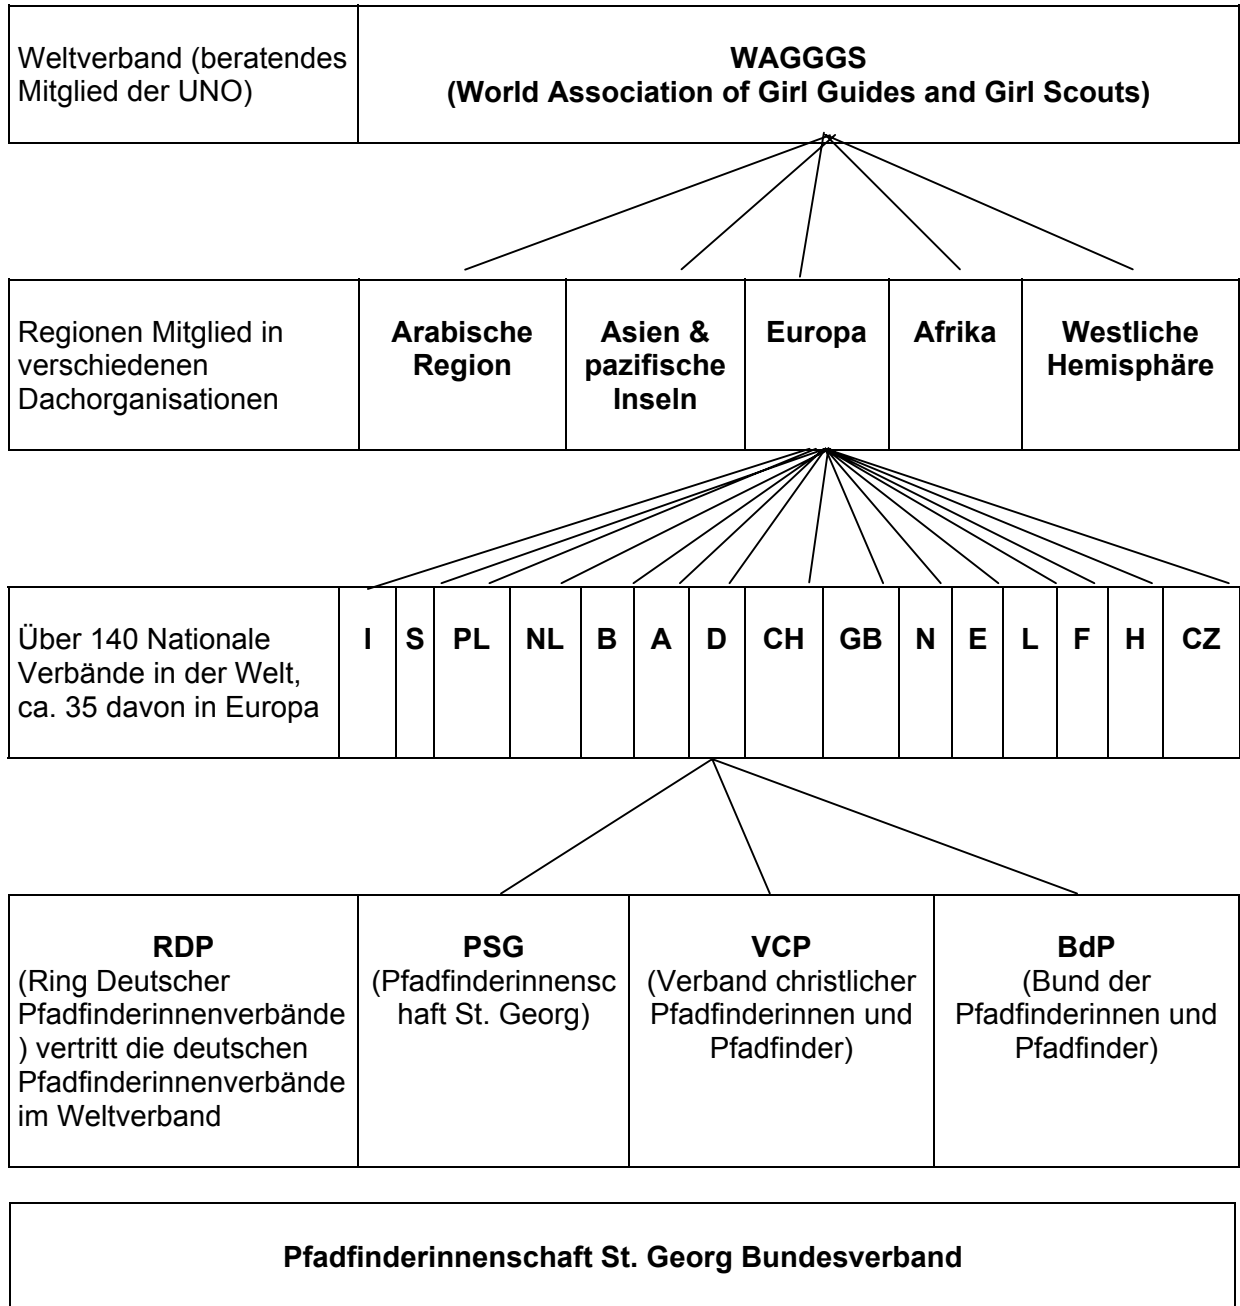 Weltverband (beratendes
Mitglied der UNO)
WAGGGS
(World Association of Girl Guides and Girl Scouts)
Regionen Mitglied in
verschiedenen
Dachorganisationen
Arabische
Region
Asien &
pazifische
Inseln
Europa
Afrika
Westliche
Hemisphäre
Über 140 Nationale
Verbände in der Welt,
ca. 35 davon in Europa
I
S
PL
NL
B
A
D
CH
GB
N
E
L
F
H
CZ
RDP
(Ring Deutscher
Pfadfinderinnenverbände
) vertritt die deutschen
Pfadfinderinnenverbände
im Weltverband
PSG
(Pfadfinderinnensc
haft St. Georg)
VCP
(Verband christlicher
Pfadfinderinnen und
Pfadfinder)
BdP
(Bund der
Pfadfinderinnen und
Pfadfinder)
Pfadfinderinnenschaft St. Georg Bundesverband